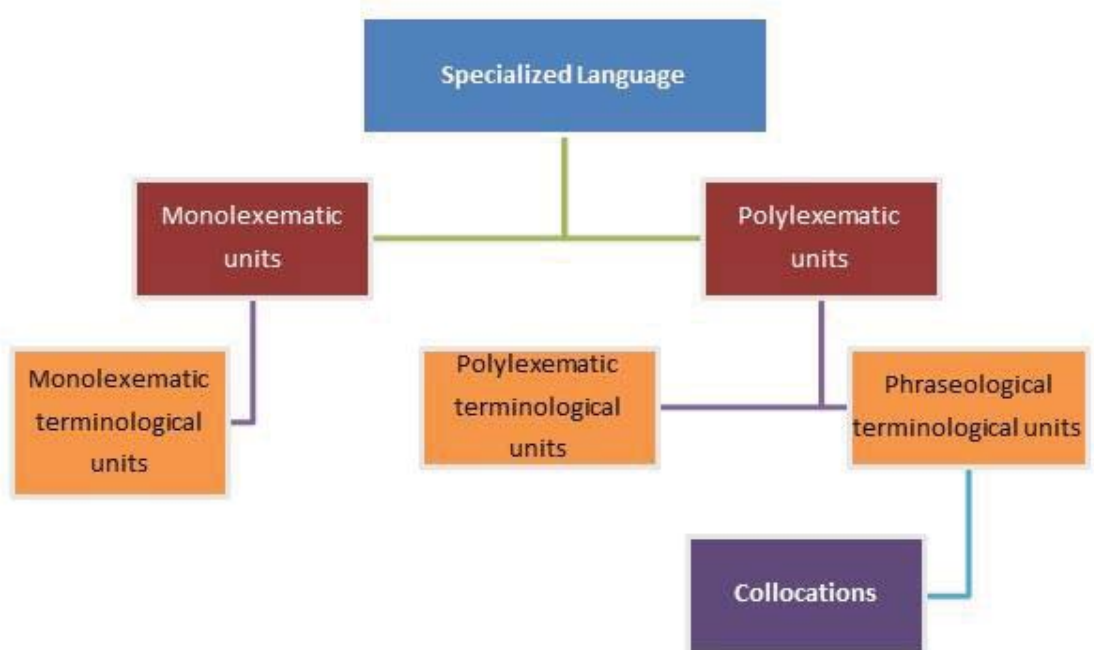 Specialized Language
Monolexematic
units
Polylexematic
units
Monolexematic
terminological
units
Polylexematic
terminological
units
Phraseological
terminological units
Collocations